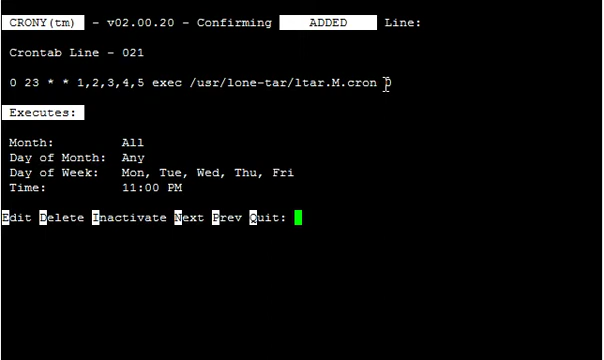 CRONY(tm) - v02.00.20 - Confirming ADDED Line:
Crontab Line - 021
0 23 * * 1,2,3,4,5 exec /usr/lone-tar/ltar.M.cron 0
Executes:
Month: All
Day of Month: Any
Day of Week: Mon, Tue, Wed, Thu, Fri
Time: 11:00 PM
Edit Delete Inactivate Next Prev Quit: